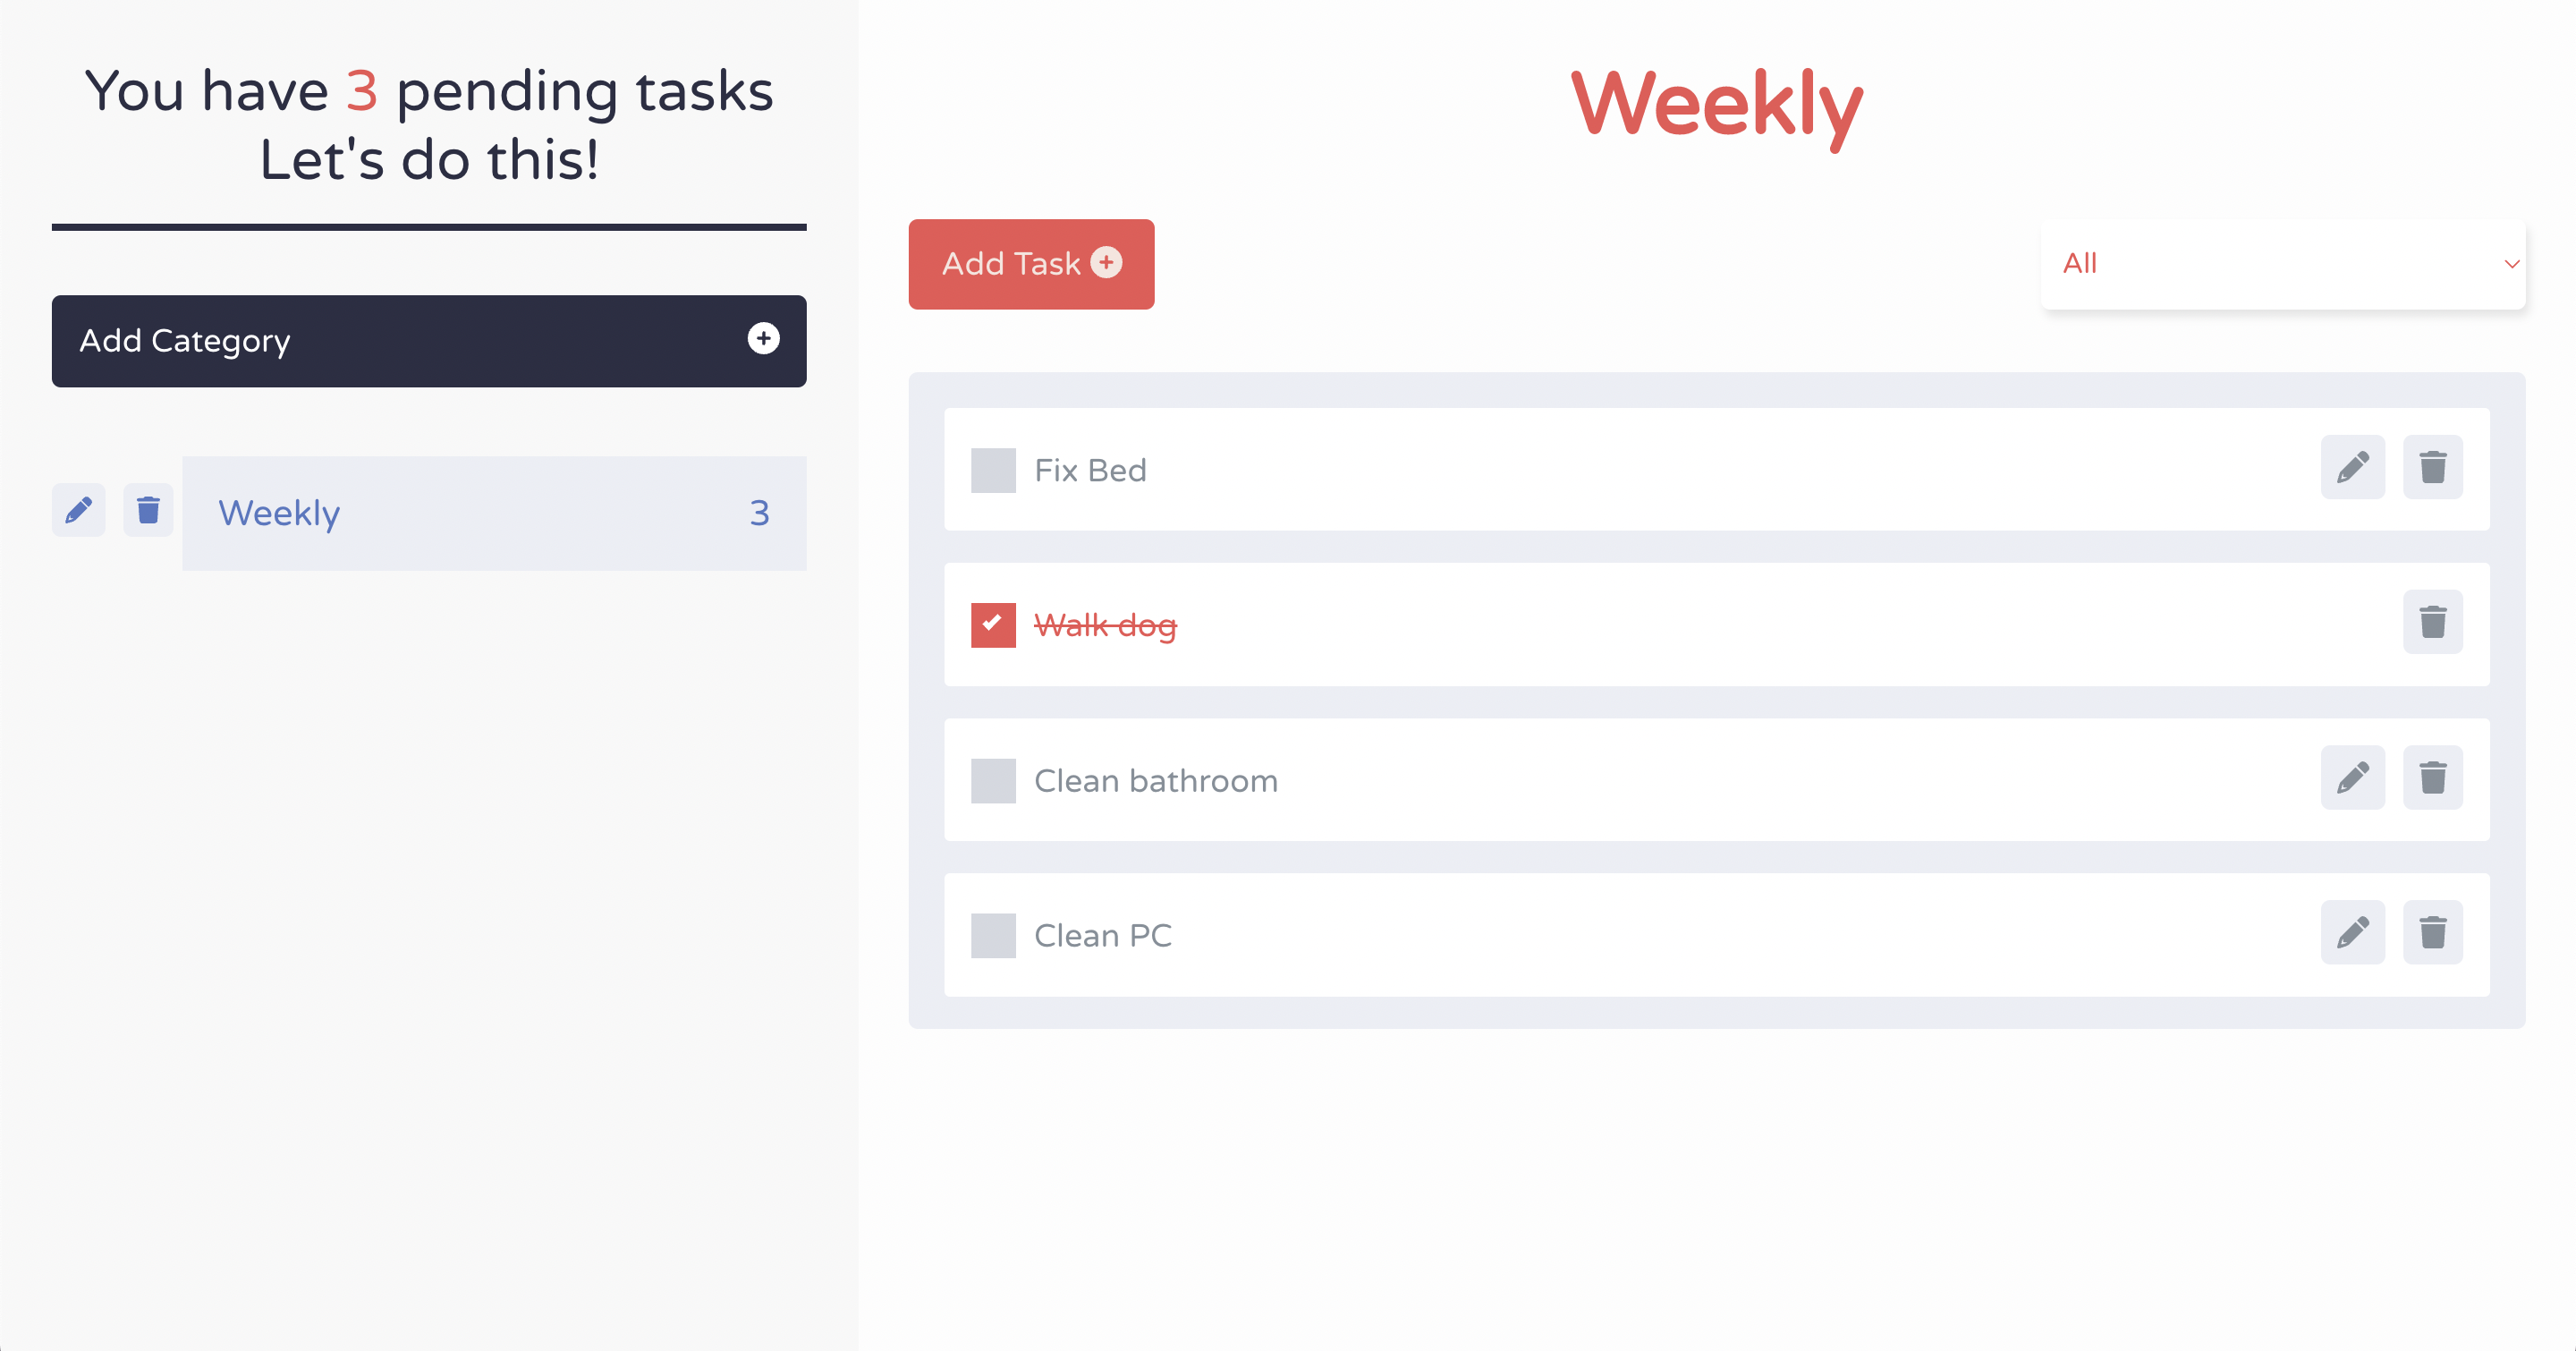 You have 3 pending tasks
Let's do this!
Add Category
Weekly 3
Weekly
Add Task
All
Fix Bed
Walk dog
Clean bathroom
Clean PC